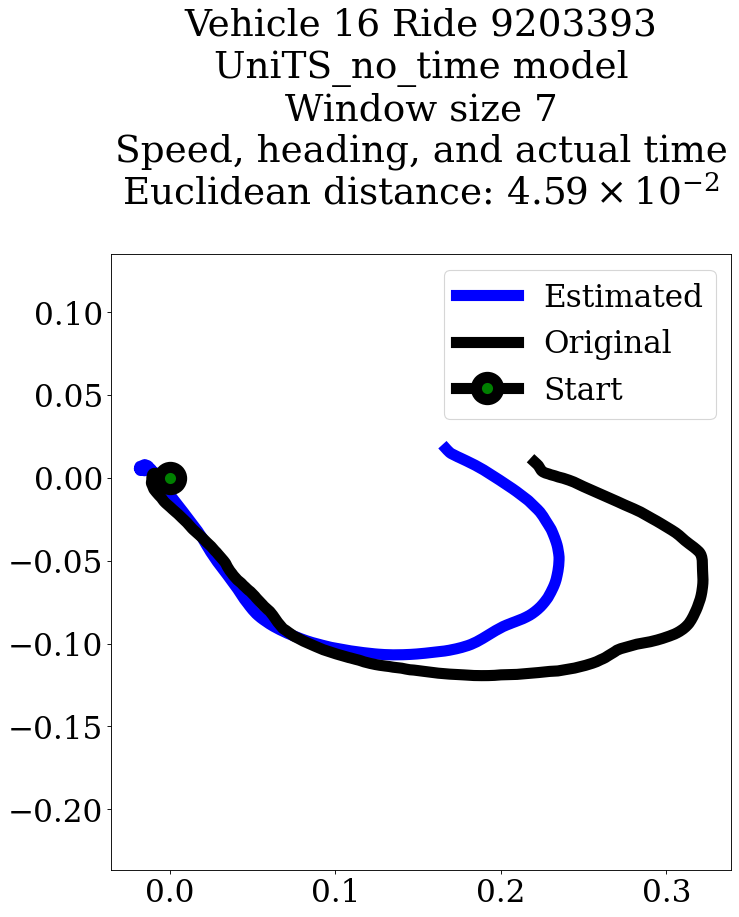 Vehicle 16 Ride 9203393
UniTS_no_time model
Window size 7
Speed, heading, and actual time
Euclidean distance: 4.59 × 10⁻²
Estimated
Original
Start
0.10
0.05
0.00
−0.05
−0.10
−0.15
−0.20
0.0 0.1 0.2 0.3